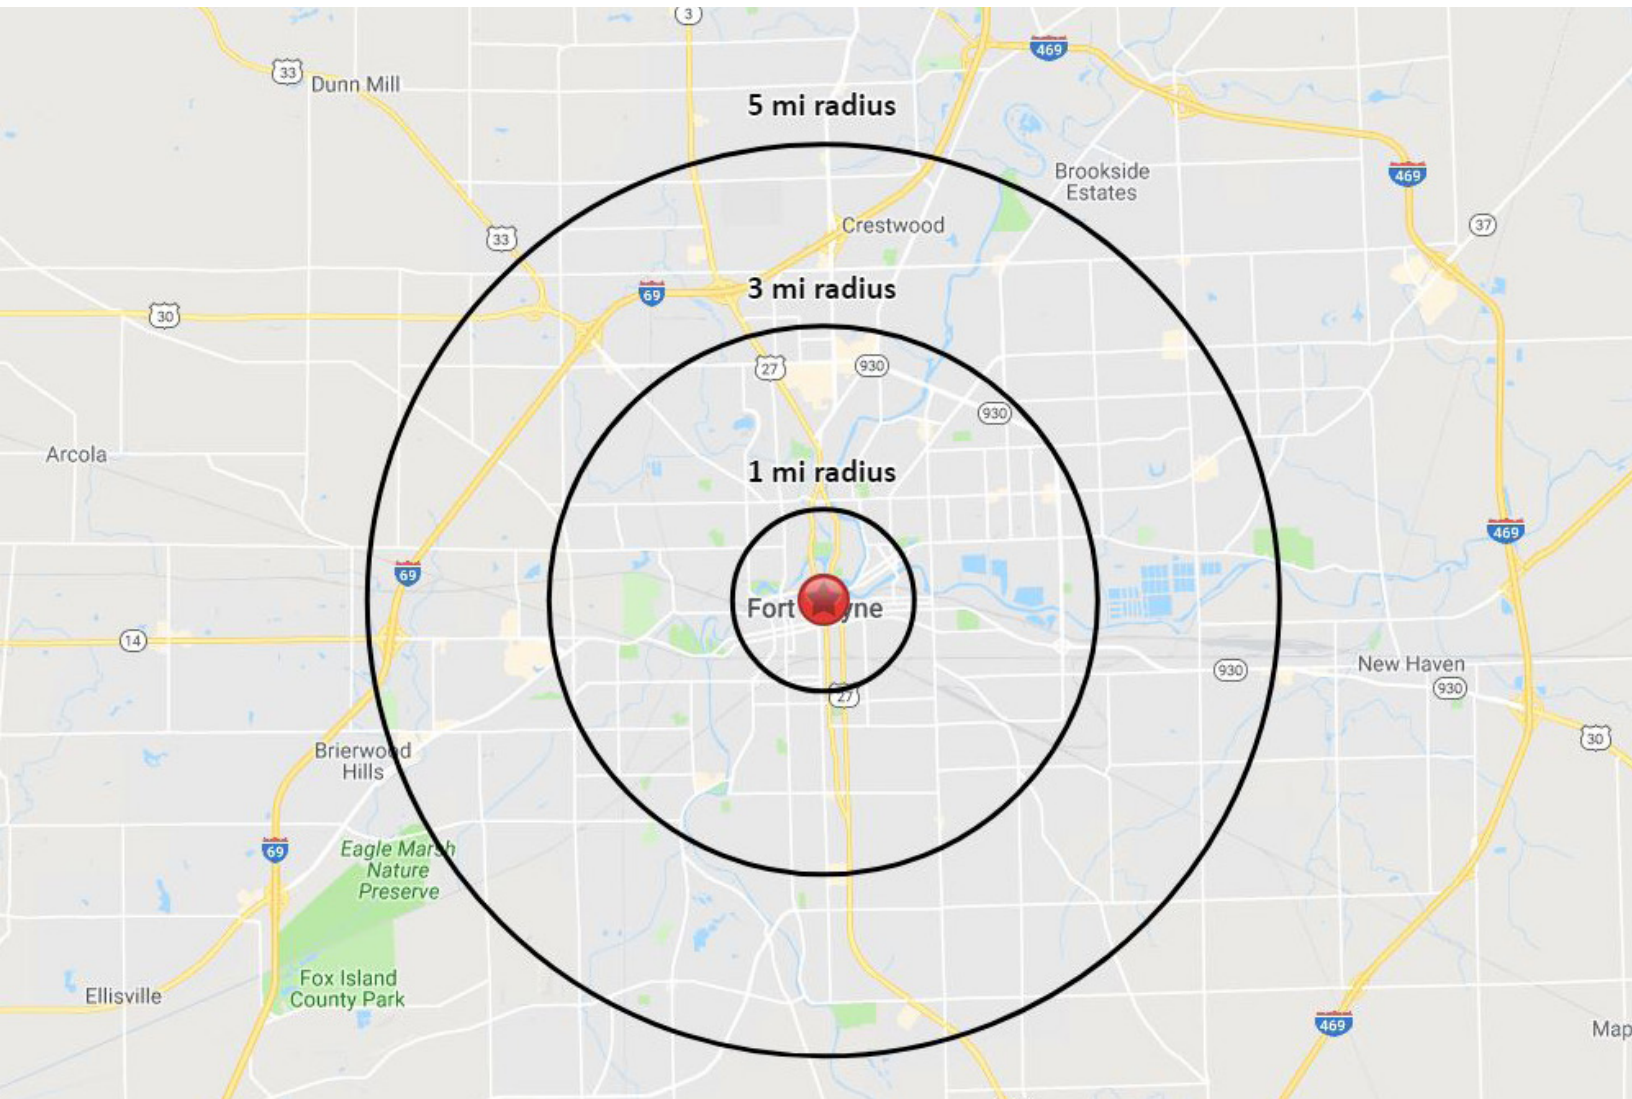 3
469
33
Dunn Mill
5 mi radius
Brookside
Estates
469
37
Crestwood
33
69
3 mi radius
30
27
930
930
Arcola
1 mi radius
469
69
Fort
yne
14
New Haven
930
930
27
30
Brierwood
Hills
69
Eagle Marsh
Nature
Preserve
Fox Island
County Park
Ellisville
469
Map